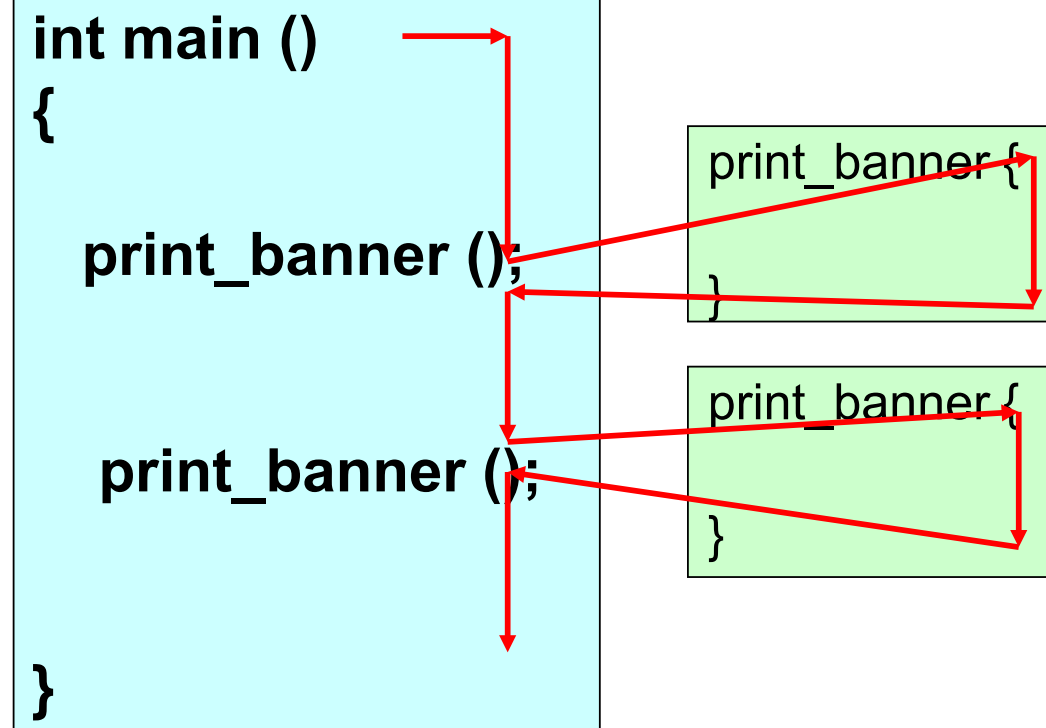 int main ()
{
print_banner ();
print_banner ();
}
print_banner {
}
print_banner {
}